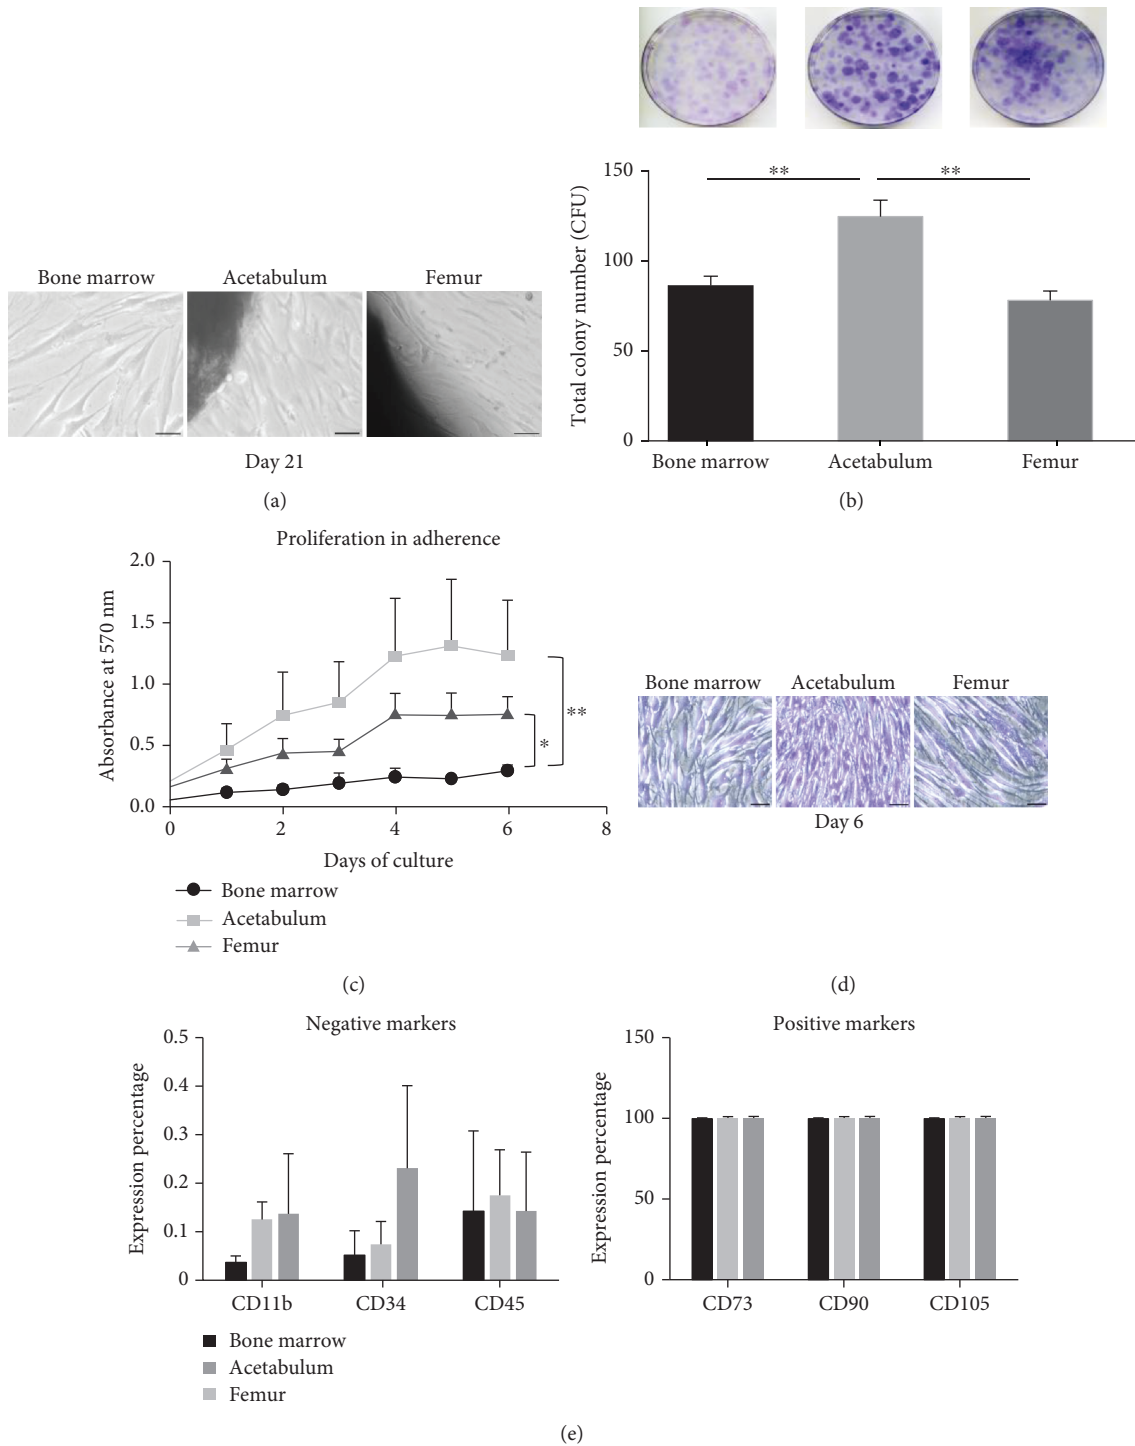 Bone marrow Acetabulum Femur
Day 21
(a)
Total colony number (CFU)
150
100
50
0
**
**
Bone marrow Acetabulum Femur
(b)
Proliferation in adherence
Absorbance at 570 nm
2.0
1.5
1.0
0.5
0.0
0 2 4 6 8
*
**
Days of culture
Bone marrow
Acetabulum
Femur
(c)
Bone marrow Acetabulum Femur
Day 6
(d)
Negative markers
Expression percentage
0.5
0.4
0.3
0.2
0.1
0
CD11b CD34 CD45
Bone marrow
Acetabulum
Femur
Positive markers
Expression percentage
150
100
50
0
CD73 CD90 CD105
(e)